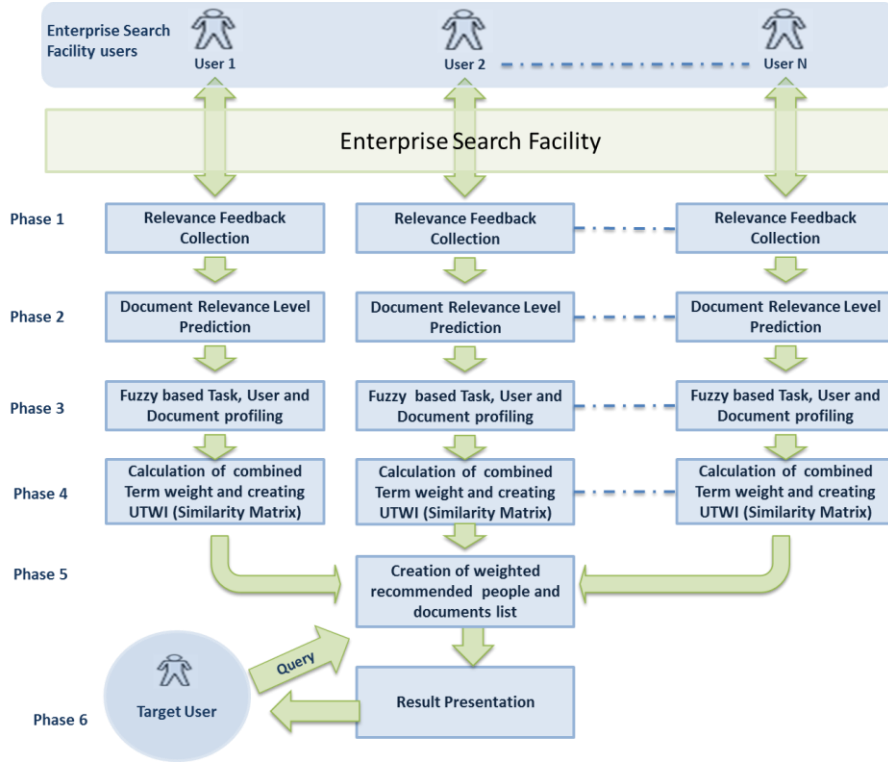 Enterprise Search
Facility users
User 1
User 2
User N
Enterprise Search Facility
Phase 1
Relevance Feedback
Collection
Relevance Feedback
Collection
Relevance Feedback
Collection
Phase 2
Document Relevance Level
Prediction
Document Relevance Level
Prediction
Document Relevance Level
Prediction
Phase 3
Fuzzy based Task, User and
Document profiling
Fuzzy based Task, User and
Document profiling
Fuzzy based Task, User and
Document profiling
Phase 4
Calculation of combined
Term weight and creating
UTWI (Similarity Matrix)
Calculation of combined
Term weight and creating
UTWI (Similarity Matrix)
Calculation of combined
Term weight and creating
UTWI (Similarity Matrix)
Phase 5
Creation of weighted
recommended people and
documents list
Query
Target User
Result Presentation
Phase 6